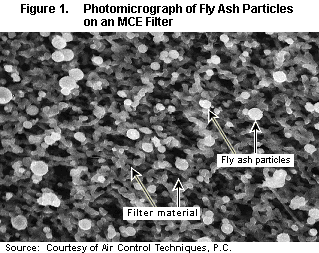 Figure 1. Photomicrograph of Fly Ash Particles
on an MCE Filter
Fly ash particles
Filter material
Source: Courtesy of Air Control Techniques, P.C.